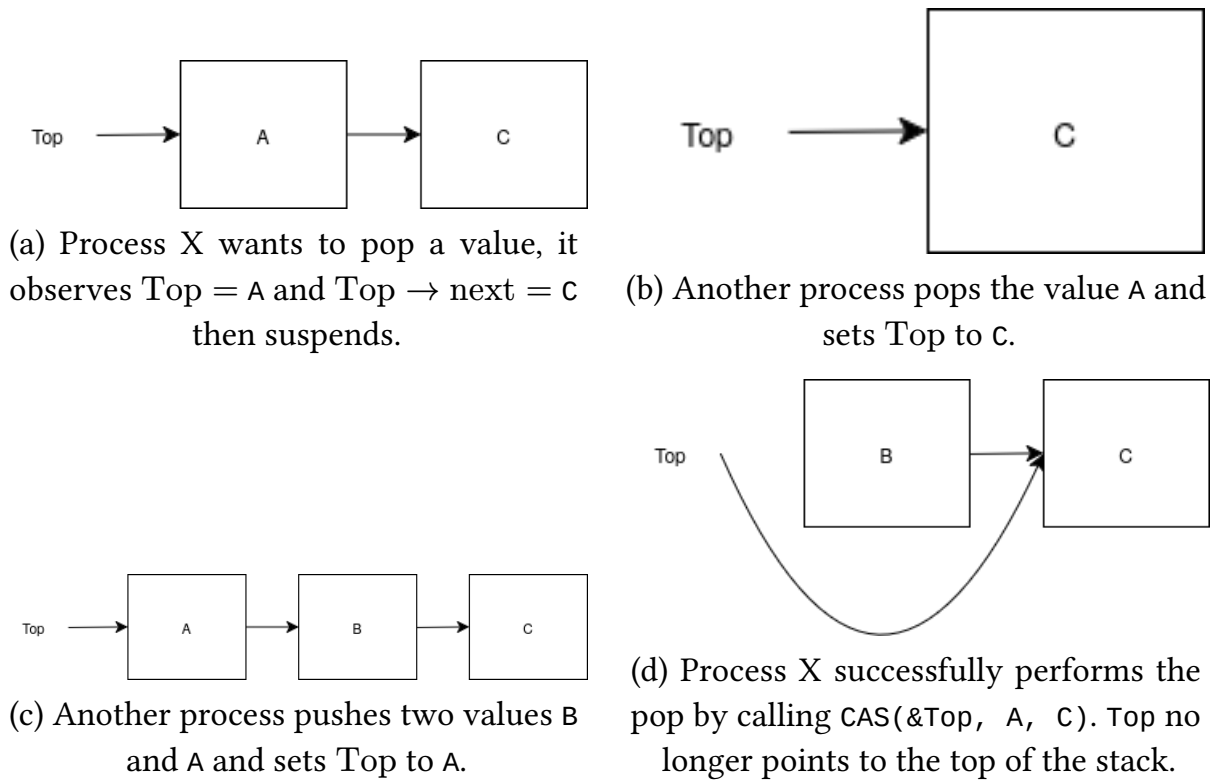 Top
A
C
(a) Process X wants to pop a value, it
observes Top = A and Top → next = C
then suspends.
Top
C
(b) Another process pops the value A and
sets Top to C.
Top
A
B
C
(c) Another process pushes two values B
and A and sets Top to A.
Top
B
C
(d) Process X successfully performs the
pop by calling CAS(&Top, A, C). Top no
longer points to the top of the stack.